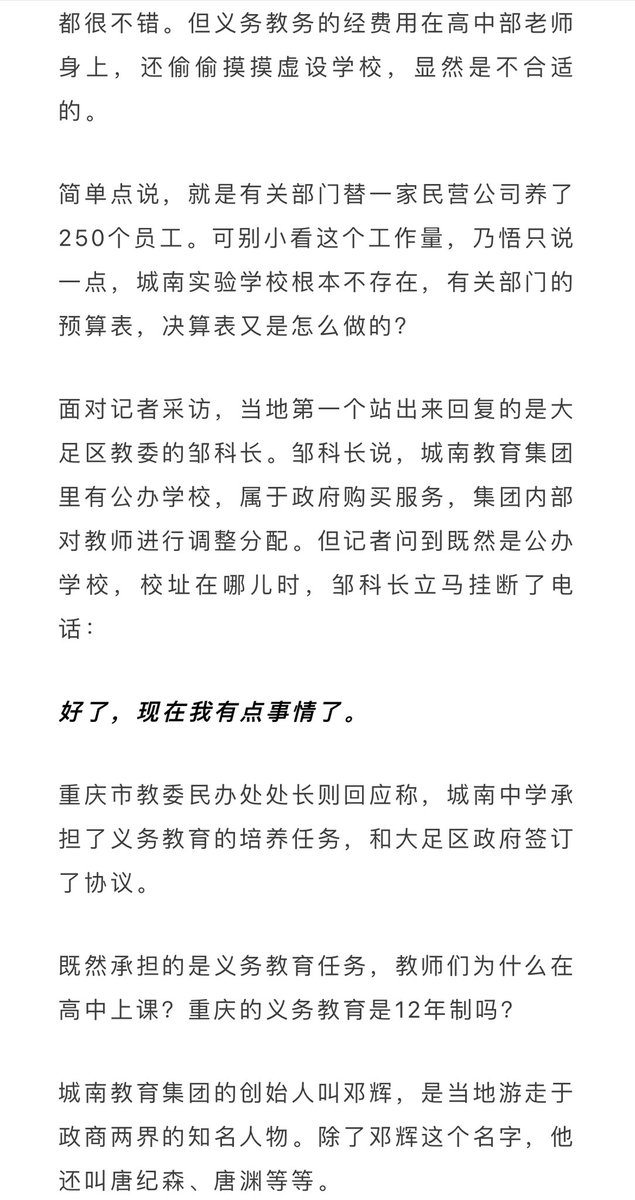 都很不错。但义务教务的经费用在高中部老师
身上，还偷偷摸摸虚设学校，显然是不合适
的。
简单点说，就是有关部门替一家民营公司养了
250个员工。可别小看这个工作量，乃悟只说
一点，城南实验学校根本不存在，有关部门的
预算表，决算表又是怎么做的？
面对记者采访，当地第一个站出来回复的是大
足区教委的邹科长。邹科长说，城南教育集团
里有公办学校，属于政府购买服务，集团内部
对教师进行调整分配。但记者问到既然是公办
学校，校址在哪儿时，邹科长立马挂断了电
话：
好了，现在我有点事情了。
重庆市教委民办处处长则回应称，城南中学承
担了义务教育的培养任务，和大足区政府签订
了协议。
既然承担的是义务教育任务，教师们为什么在
高中上课？重庆的义务教育是12年制吗？
城南教育集团的创始人叫邓辉，是当地游走于
政商两界的知名人物。除了邓辉这个名字，他
还叫唐纪森、唐渊等等。